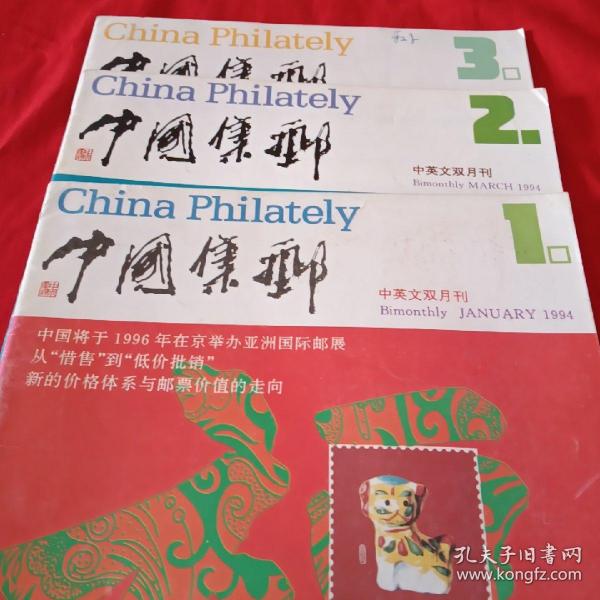 China Philately
3
China Philately
中國集郵
2.
中英文双月刊
Bimonthly MARCH 1994
China Philately
中國集郵
1
中英文双月刊
Bimonthly JANUARY 1994
中国将于1996年在京举办亚洲国际邮展
从“惜售”到“低价批销”
新的价格体系与邮票价值的走向
孔夫子旧书网
www.kongfz.com